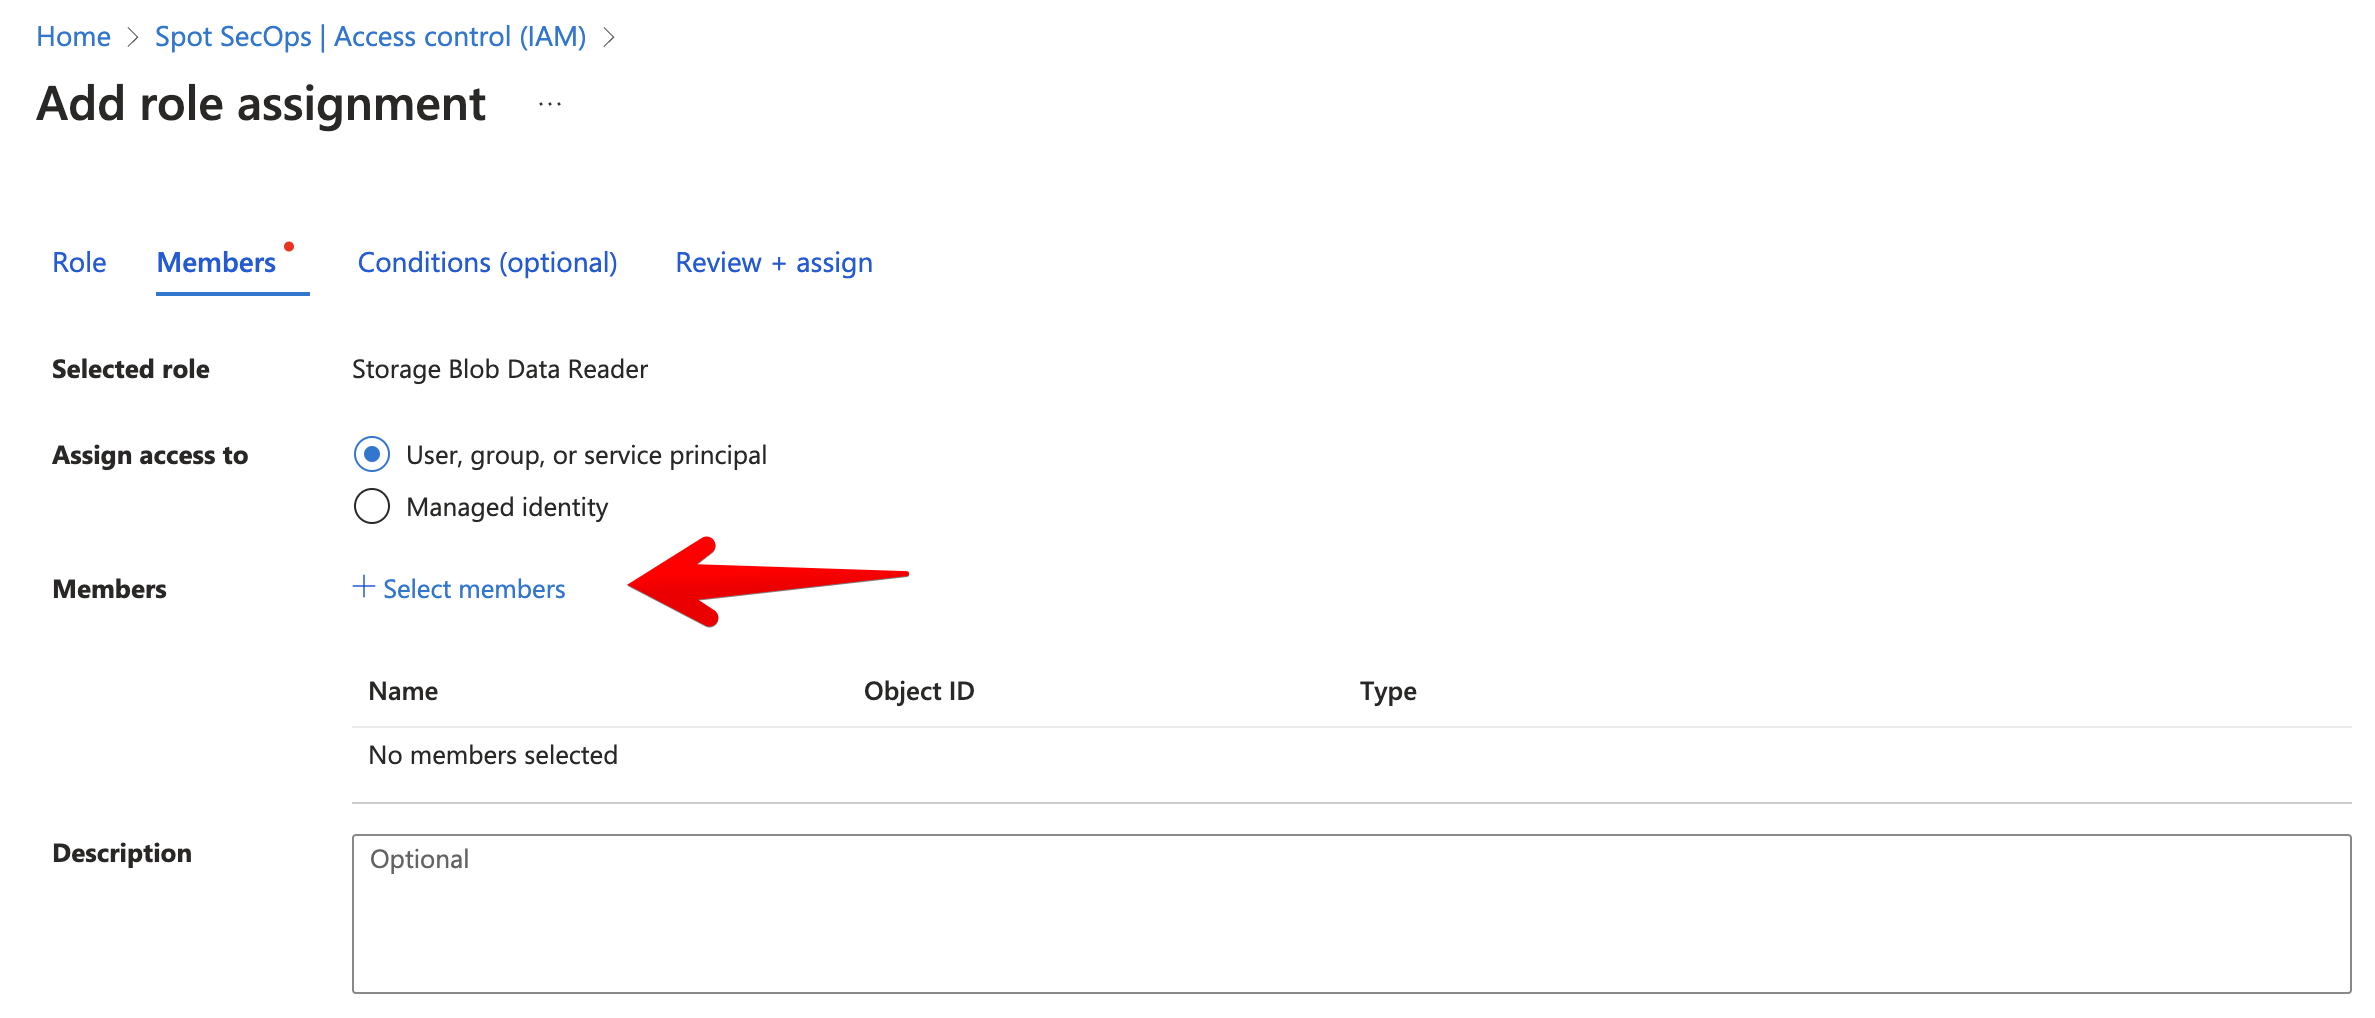 Home > Spot SecOps | Access control (IAM) >
Add role assignment ...
Role Members Conditions (optional) Review + assign
Selected role Storage Blob Data Reader
Assign access to User, group, or service principal
Managed identity
Members + Select members
Name Object ID Type
No members selected
Description Optional